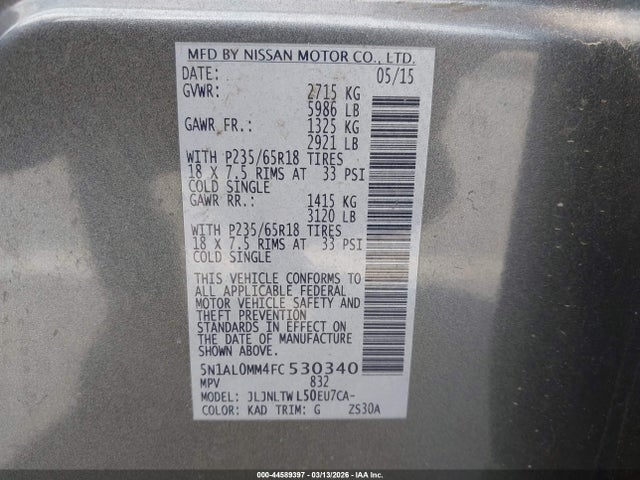 MFD BY NISSAN MOTOR CO., LTD.
DATE: 05/15
GVWR: 2715 KG
5986 LB
GAWR FR.: 1325 KG
2921 LB
WITH P235/65R18 TIRES
18 X 7.5 RIMS AT 33 PSI
COLD SINGLE
GAWR RR.: 1415 KG
3120 LB
WITH P235/65R18 TIRES
18 X 7.5 RIMS AT 33 PSI
COLD SINGLE
THIS VEHICLE CONFORMS TO
ALL APPLICABLE FEDERAL
MOTOR VEHICLE SAFETY AND
THEFT PREVENTION
STANDARDS IN EFFECT ON
THE DATE OF MANUFACTURE
5N1AL0MM4FC530340
MPV 832
MODEL: JLJNLTWL50EU7CA-
COLOR: KAD TRIM: G ZS30A
000-44589397 - 03/13/2026 - IAA Inc.